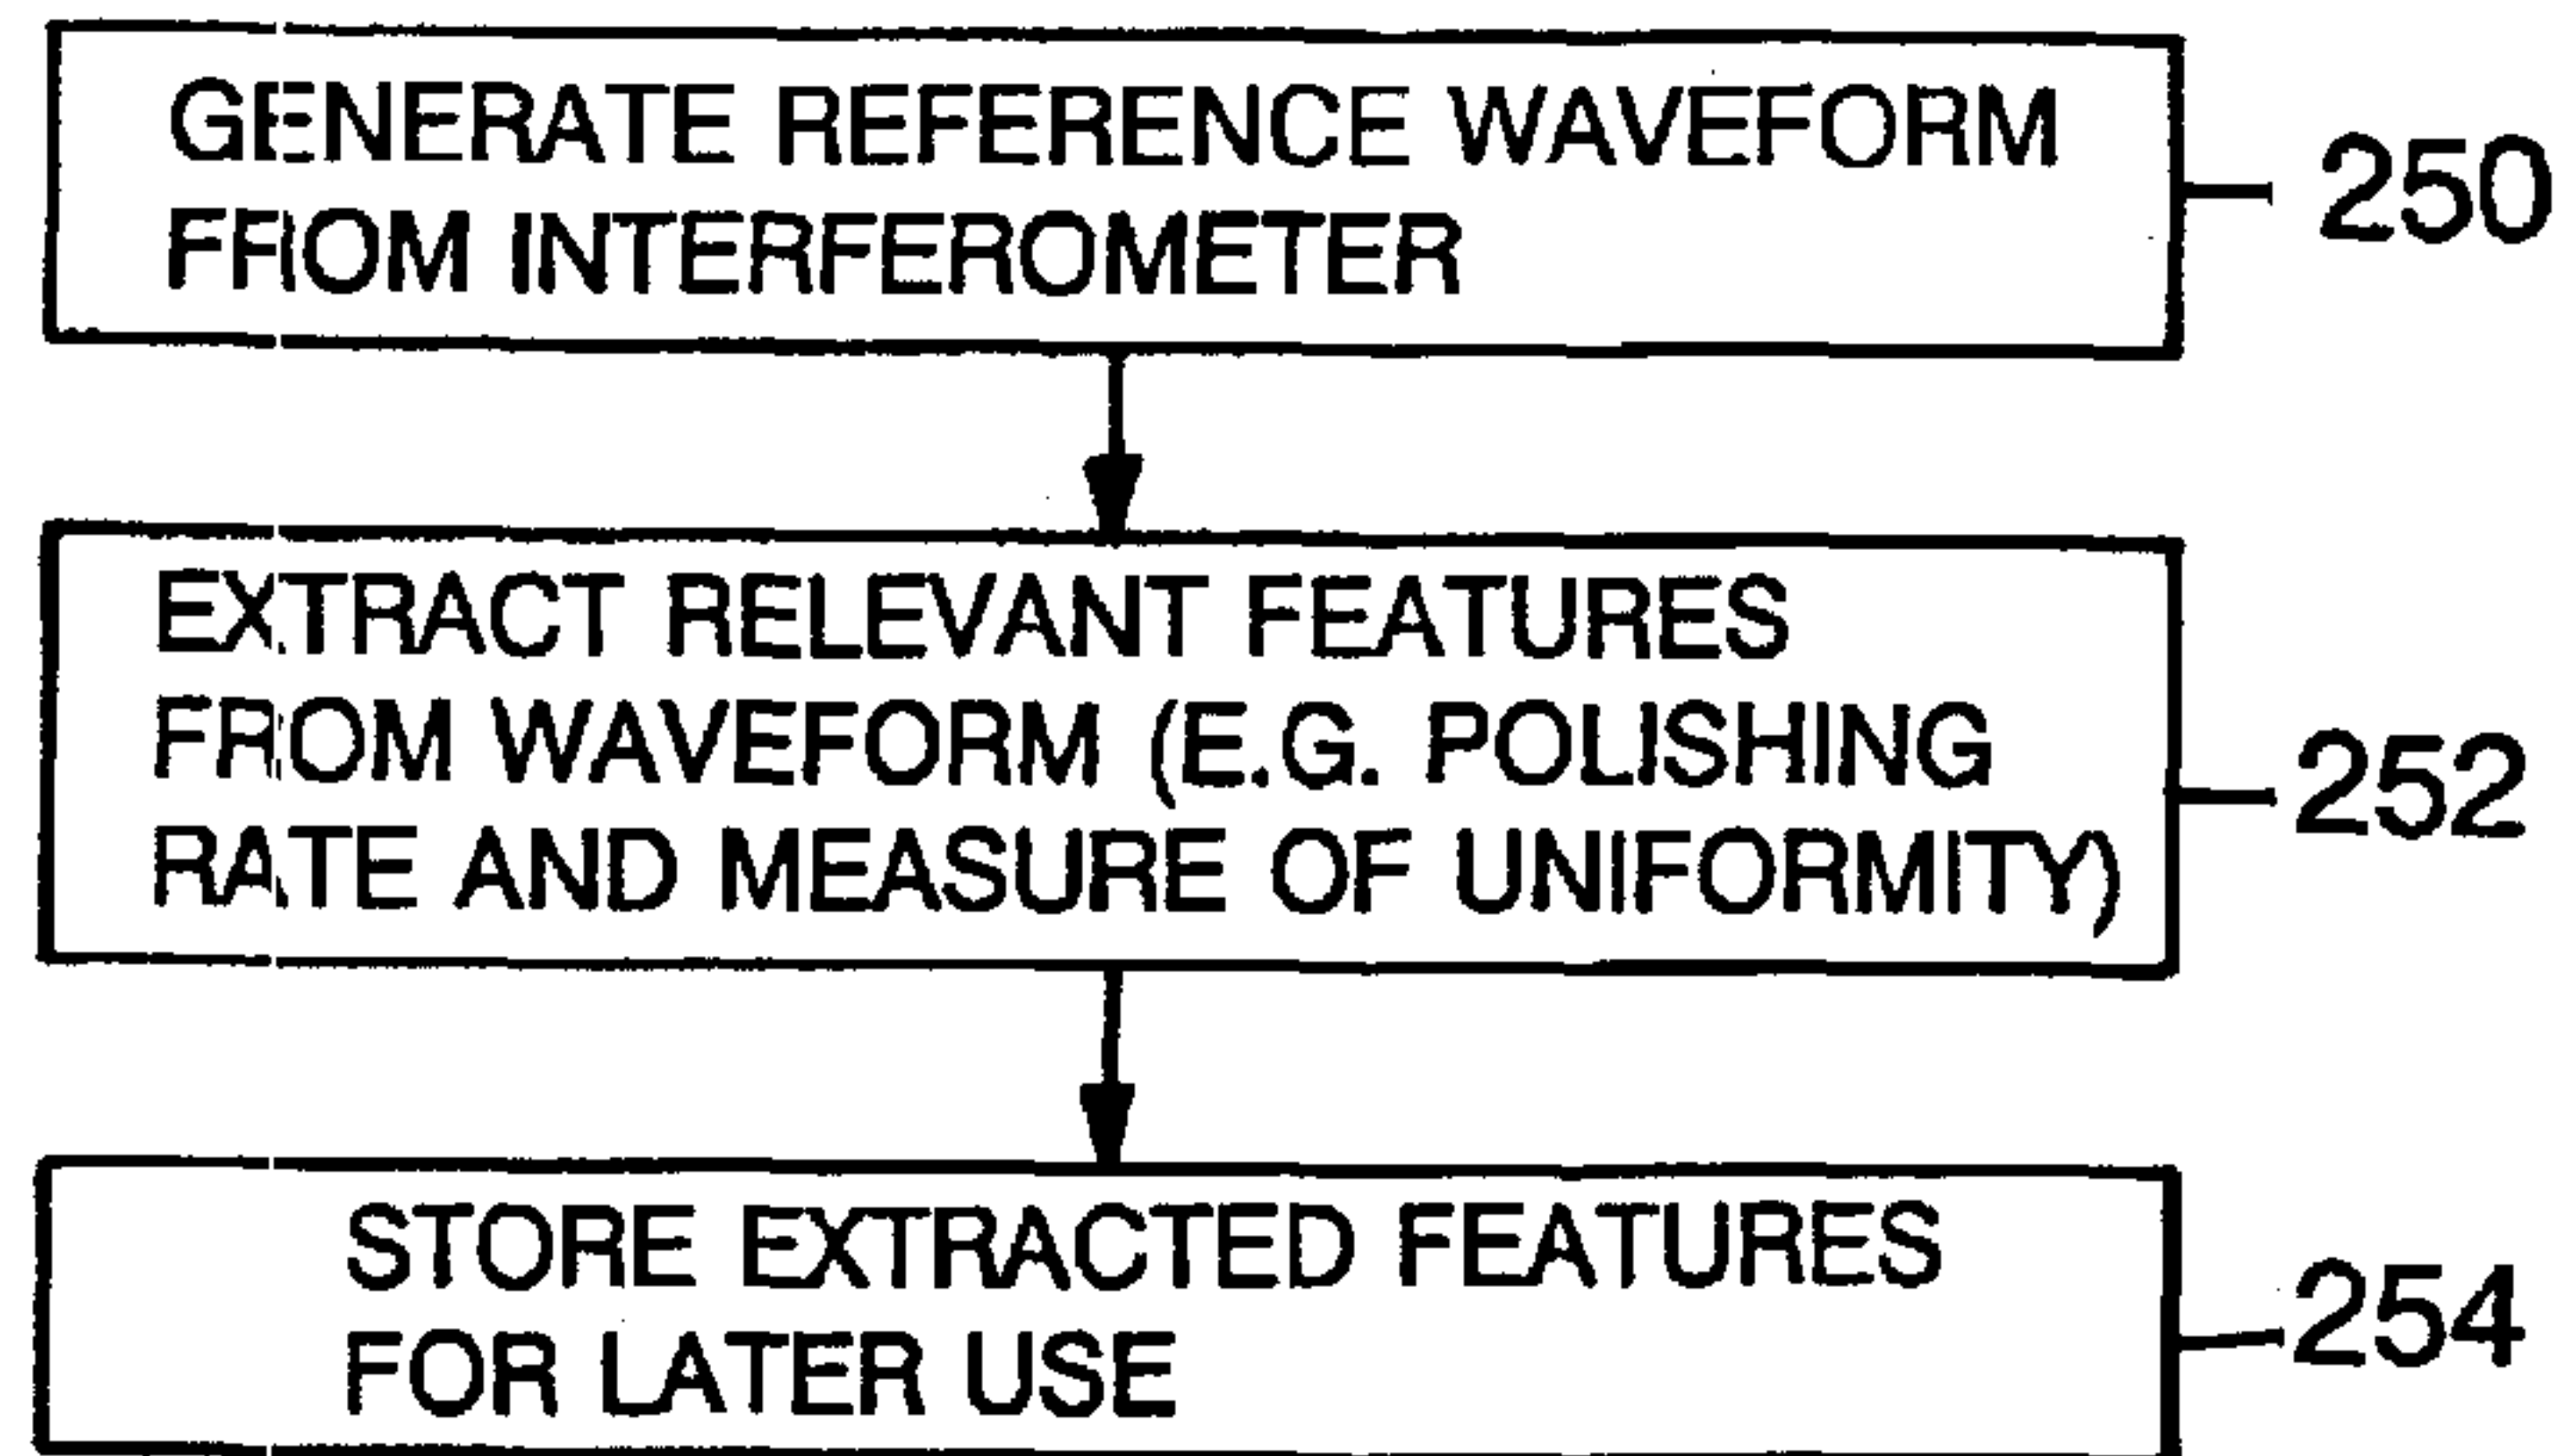 GENERATE REFERENCE WAVEFORM
FROM INTERFEROMETER
250
EXTRACT RELEVANT FEATURES
FROM WAVEFORM (E.G. POLISHING
RATE AND MEASURE OF UNIFORMITY)
252
STORE EXTRACTED FEATURES
FOR LATER USE
254